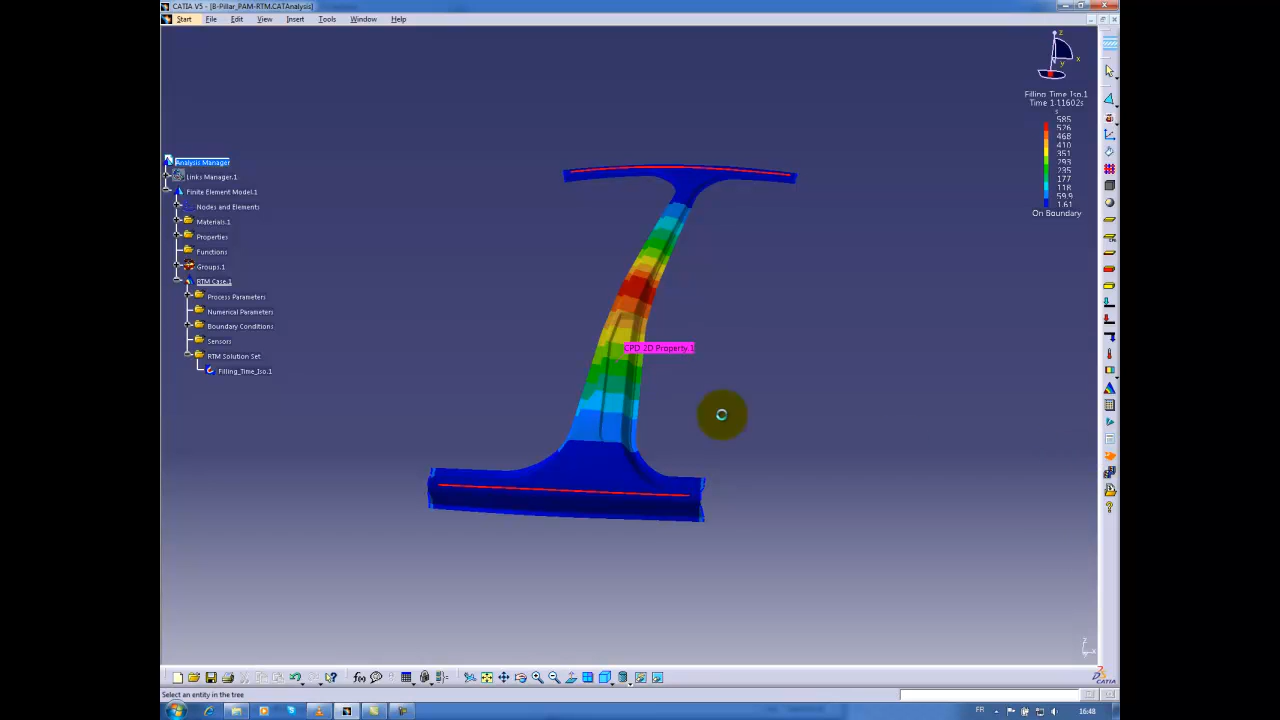 CATIA V5 - [B-Pillar_PAM-RTM.CATAnalysis]
Start File Edit View Insert Tools Window Help
z
x
y
Filling_Time_Iso.1
Time 1.11602s
s
585
526
468
410
351
293
235
177
118
59.9
1.61
On Boundary
Analysis Manager
Links Manager.1
Finite Element Model.1
Nodes and Elements
Materials.1
Properties
Functions
Groups.1
RTM Case.1
Process Parameters
Numerical Parameters
Boundary Conditions
Sensors
RTM Solution Set
Filling_Time_Iso.1
CPD 2D Property.1
CATIA
Select an entity in the tree
FR
16:48